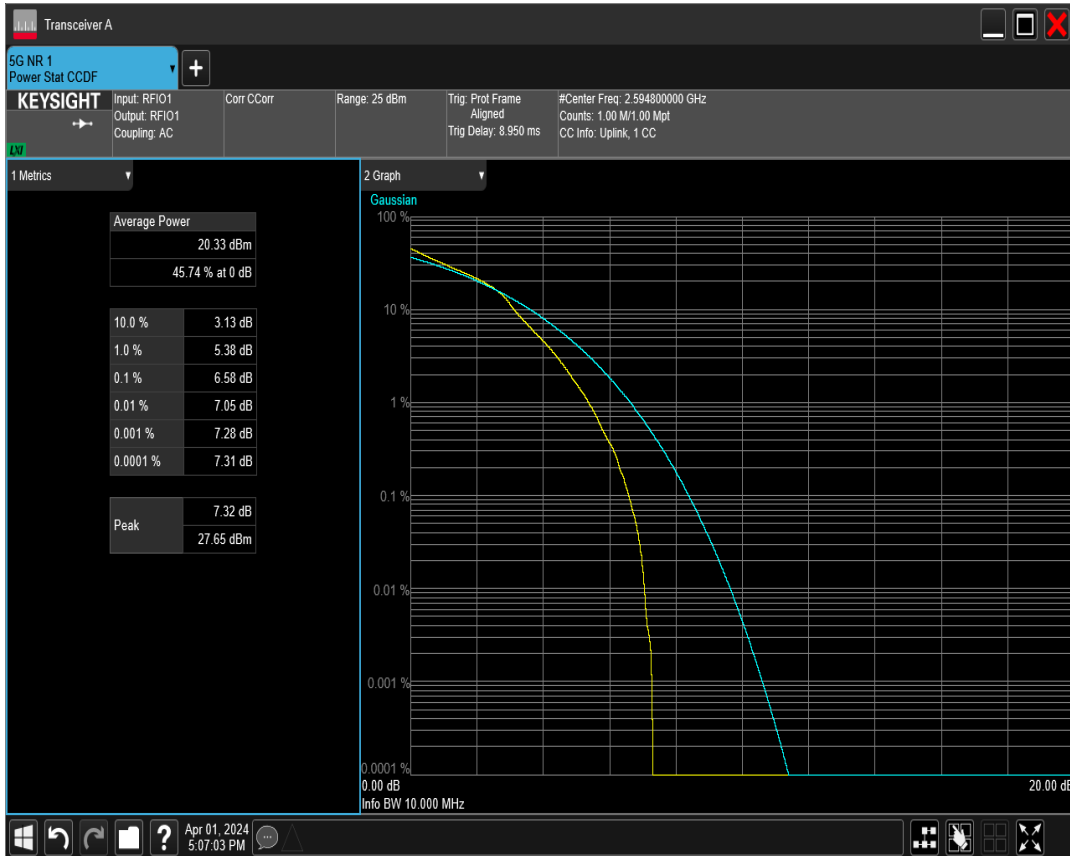 Transceiver A
5G NR 1
Power Stat CCDF
KEYSIGHT
LXI
Input: RFIO1
Output: RFIO1
Coupling: AC
Corr CCorr
Range: 25 dBm
Trig: Prot Frame
Aligned
Trig Delay: 8.950 ms
#Center Freq: 2.594800000 GHz
Counts: 1.00 M/1.00 Mpt
CC Info: Uplink, 1 CC
1 Metrics
Average Power
20.33 dBm
45.74 % at 0 dB
10.0 % 3.13 dB
1.0 % 5.38 dB
0.1 % 6.58 dB
0.01 % 7.05 dB
0.001 % 7.28 dB
0.0001 % 7.31 dB
Peak
7.32 dB
27.65 dBm
2 Graph
Gaussian
100 %
10 %
1 %
0.1 %
0.01 %
0.001 %
0.0001 %
0.00 dB 20.00 dB
Info BW 10.000 MHz
? Apr 01, 2024
5:07:03 PM